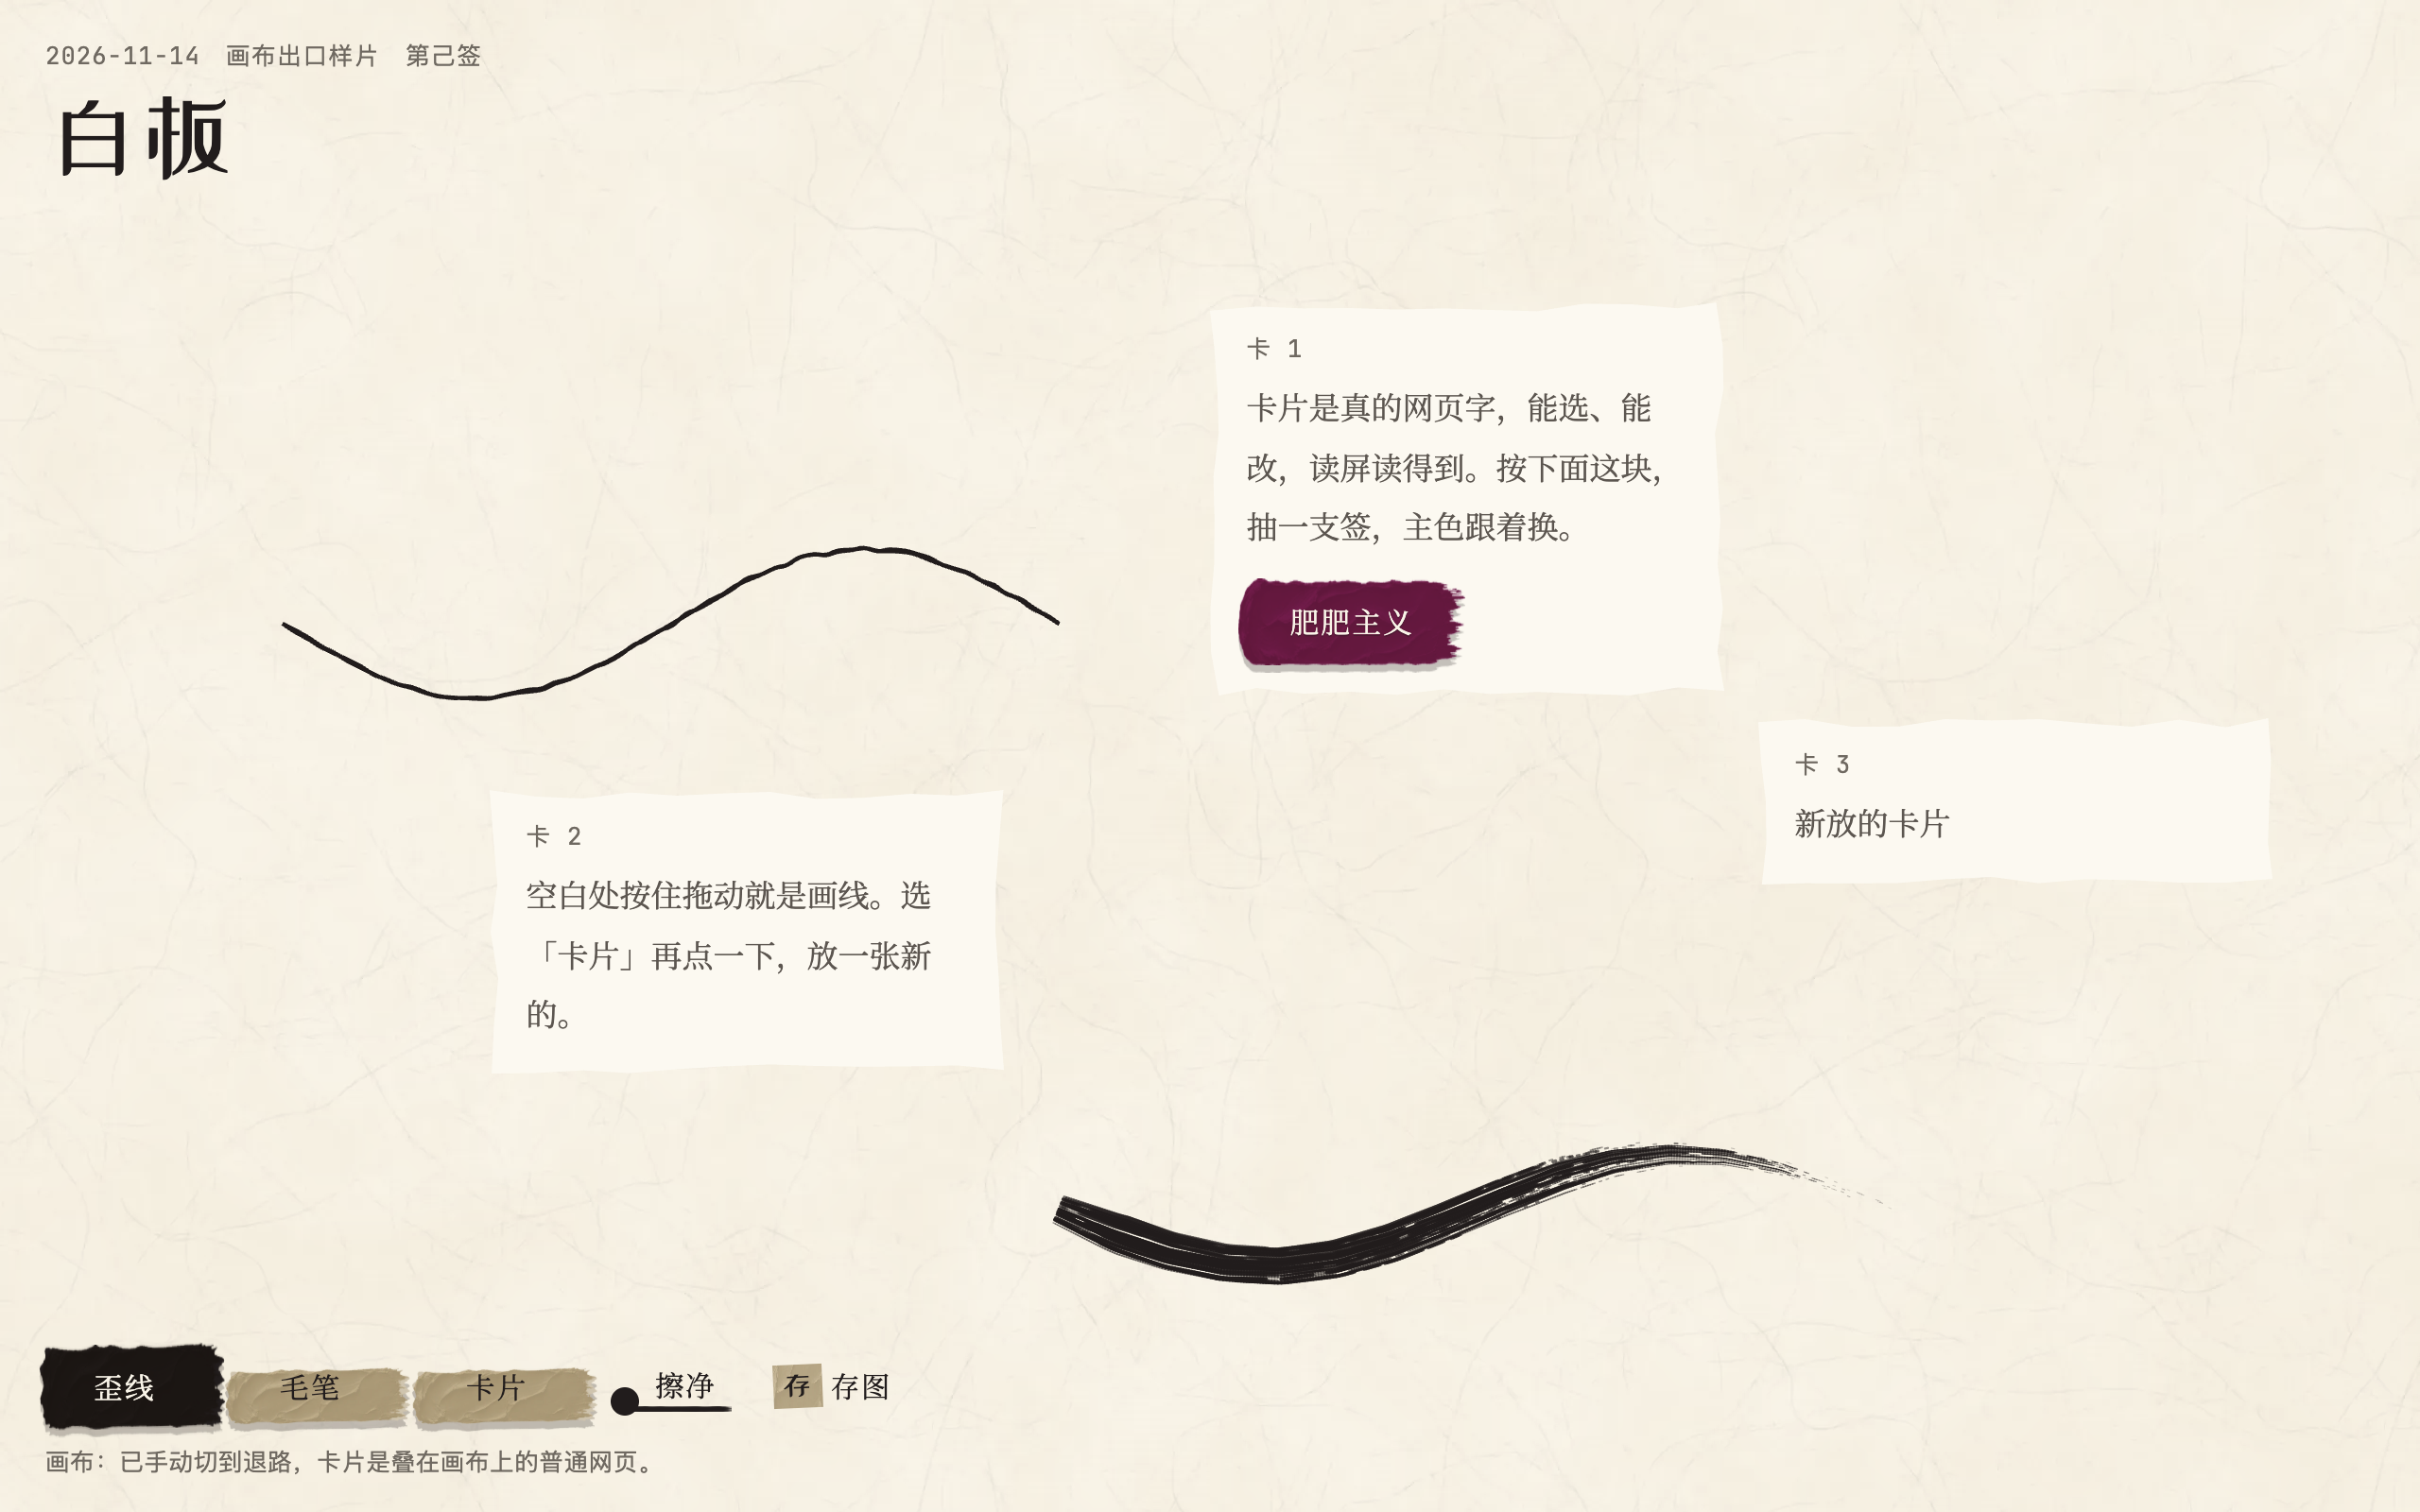 2026-11-14 画布出口样片 第己签
白板
卡 1
卡片是真的网页字，能选、能
改，读屏读得到。按下面这块，
抽一支签，主色跟着换。
肥肥主义
卡 3
新放的卡片
卡 2
空白处按住拖动就是画线。选
「卡片」再点一下，放一张新
的。
歪线 毛笔 卡片 擦净 存 存图
画布：已手动切到退路，卡片是叠在画布上的普通网页。